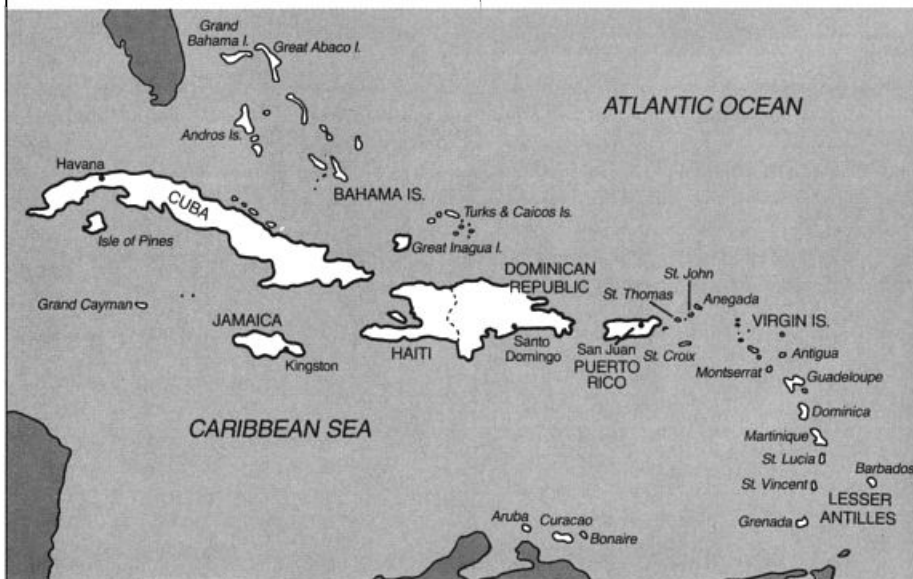 Grand
Bahama I.
Great Abaco I.
ATLANTIC OCEAN
Andros Is.
Havana
BAHAMA IS.
CUBA
Turks & Caicos Is.
Isle of Pines
Great Inagua I.
DOMINICAN
REPUBLIC
St. John
St. Thomas
Anegada
Grand Cayman
JAMAICA
VIRGIN IS.
HAITI
Santo
Domingo
San Juan
PUERTO
RICO
St. Croix
Antigua
Kingston
Montserrat
Guadeloupe
Dominica
CARIBBEAN SEA
Martinique
St. Lucia
Barbados
St. Vincent
LESSER
ANTILLES
Aruba
Curacao
Bonaire
Grenada